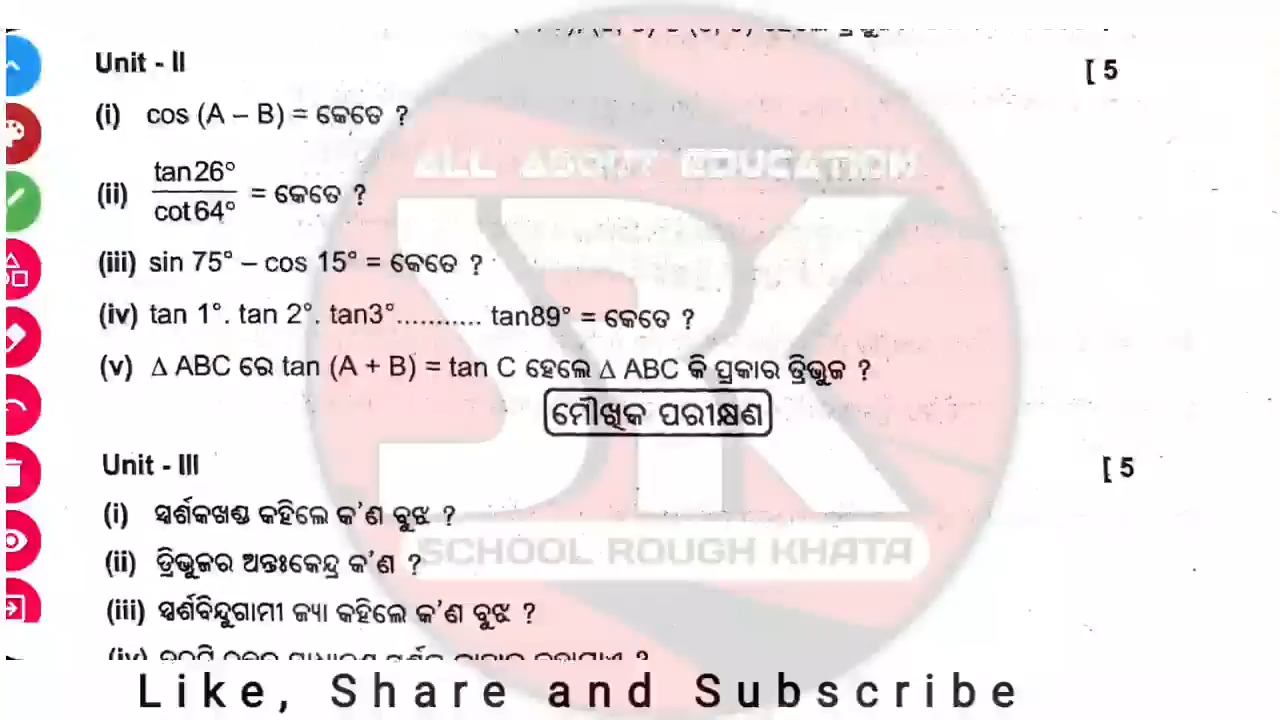 Unit - II [ 5
(i) cos (A – B) = କେତେ ?
(ii) tan26° / cot64° = କେତେ ?
(iii) sin 75° – cos 15° = କେତେ ?
(iv) tan 1°. tan 2°. tan3°........... tan89° = କେତେ ?
(v) Δ ABC ରେ tan (A + B) = tan C ହେଲେ Δ ABC କି ପ୍ରକାର ତ୍ରିଭୁଜ ?
ମୌଖିକ ପରୀକ୍ଷଣ
Unit - III [ 5
(i) ସ୍ପର୍ଶକଖଣ୍ଡ କହିଲେ କ'ଣ ବୁଝ ?
(ii) ତ୍ରିଭୁଜର ଅନ୍ତଃକେନ୍ଦ୍ର କ'ଣ ?
(iii) ସ୍ପର୍ଶବିନ୍ଦୁଗାମୀ ଜ୍ୟା କହିଲେ କ'ଣ ବୁଝ ?
ALL ABOUT EDUCATION
SRK
SCHOOL ROUGH KHATA
Like, Share and Subscribe